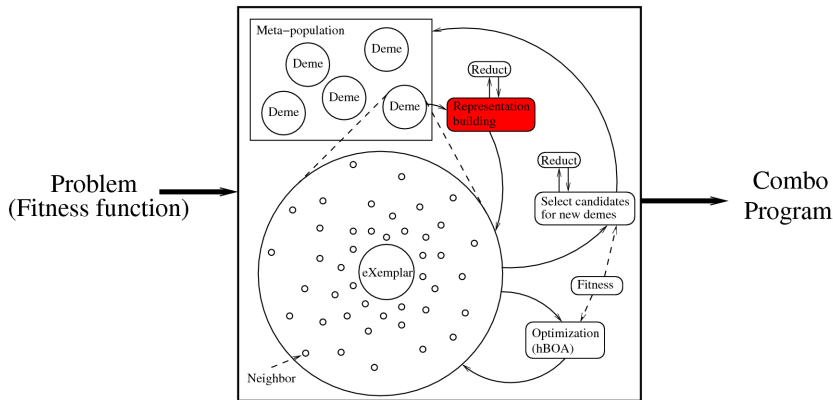 Meta-population
Deme
Deme
Deme
Deme
Deme
Reduct
Representation
building
Reduct
Select candidates
for new demes
Problem
(Fitness function)
Combo
Program
eXemplar
Fitness
Optimization
(hBOA)
Neighbor